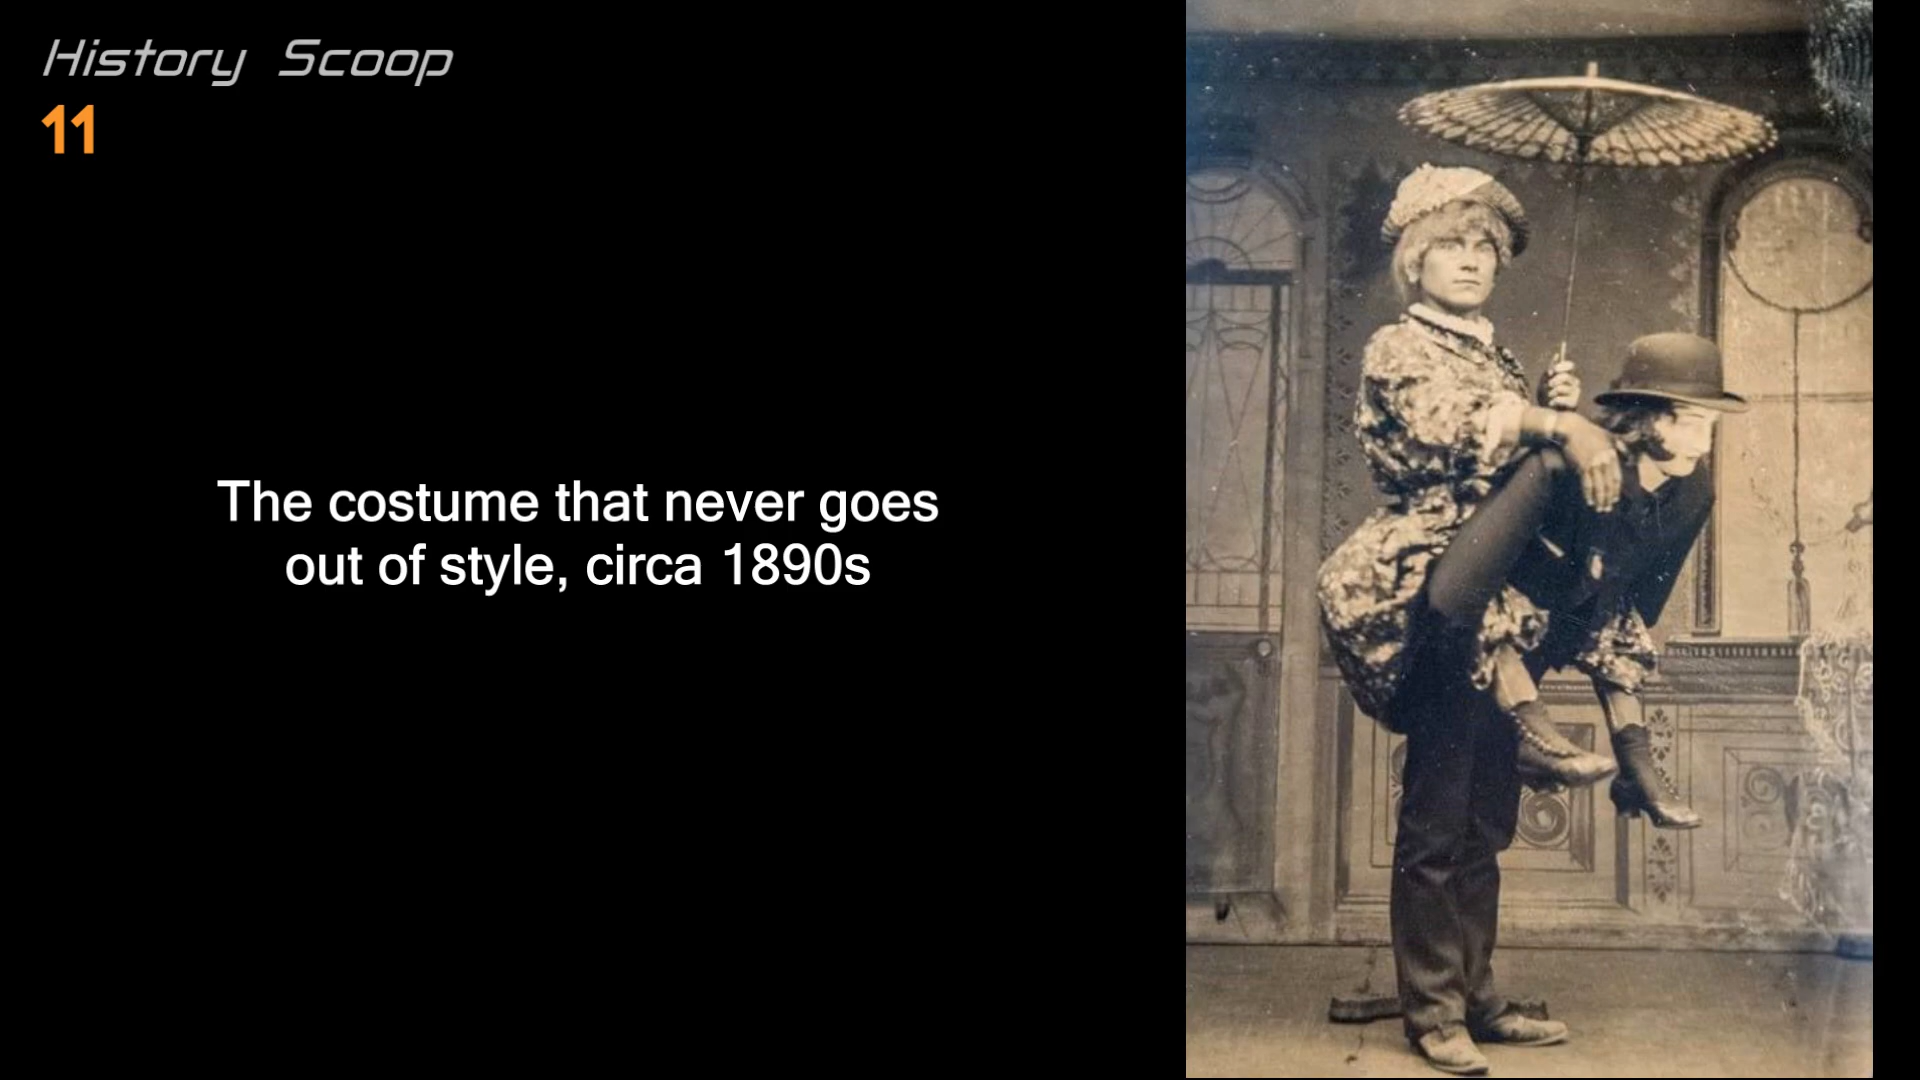 History Scoop
11
The costume that never goes
out of style, circa 1890s